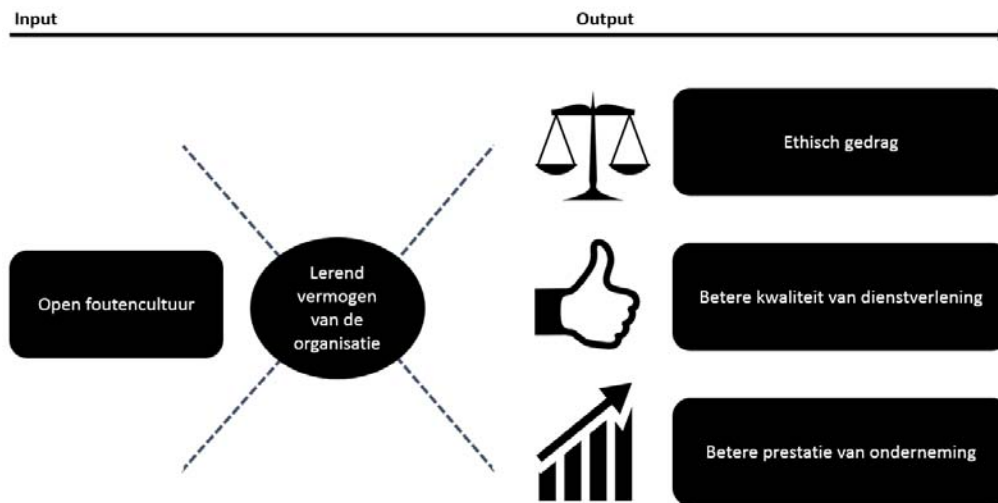 Input
Output
Ethisch gedrag
Open foutencultuur
Lerend
vermogen
van de
organisatie
Betere kwaliteit van dienstverlening
Betere prestatie van onderneming